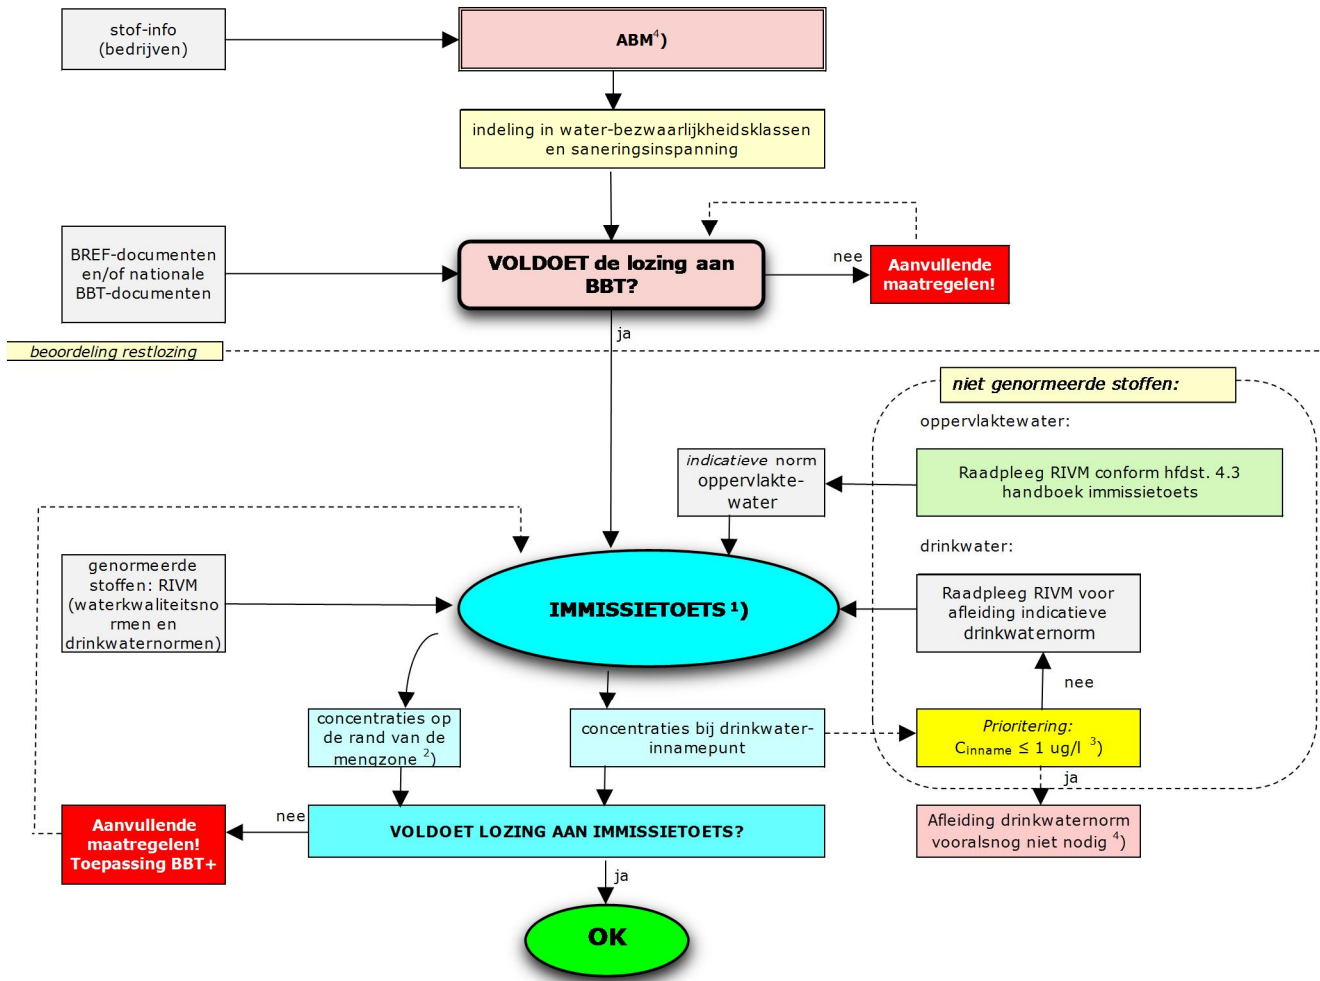 stof-info
(bedrijven)
ABM4)
indeling in water-bezwaarlijkheidsklassen
en saneringsinspanning
BREF-documenten
en/of nationale
BBT-documenten
VOLDOET de lozing aan
BBT?
nee
Aanvullende
maatregelen!
ja
beoordeling restlozing
niet genormeerde stoffen:
oppervlaktewater:
indicatieve norm
oppervlakte-
water
Raadpleeg RIVM conform hfdst. 4.3
handboek immissietoets
drinkwater:
genormeerde
stoffen: RIVM
(waterkwaliteitsno
rmen en
drinkwaternormen)
IMMISSIETOETS 1)
Raadpleeg RIVM voor
afleiding indicatieve
drinkwaternorm
nee
concentraties op
de rand van de
mengzone 2)
concentraties bij drinkwater-
innamepunt
Prioritering:
Cinname ≤ 1 ug/l 3)
ja
Aanvullende
maatregelen!
Toepassing BBT+
nee
VOLDOET LOZING AAN IMMISSIETOETS?
Afleiding drinkwaternorm
vooralsnog niet nodig 4)
ja
OK